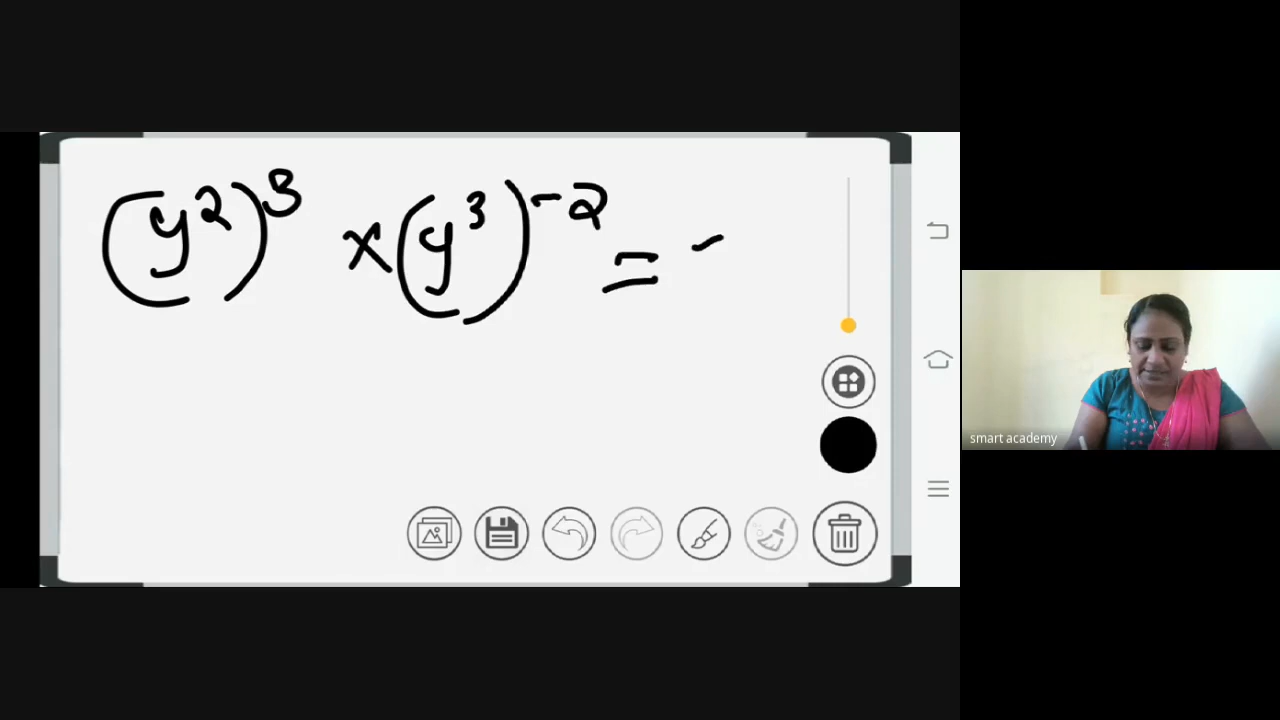 (y²)³ × (y³)⁻² = -
smart academy